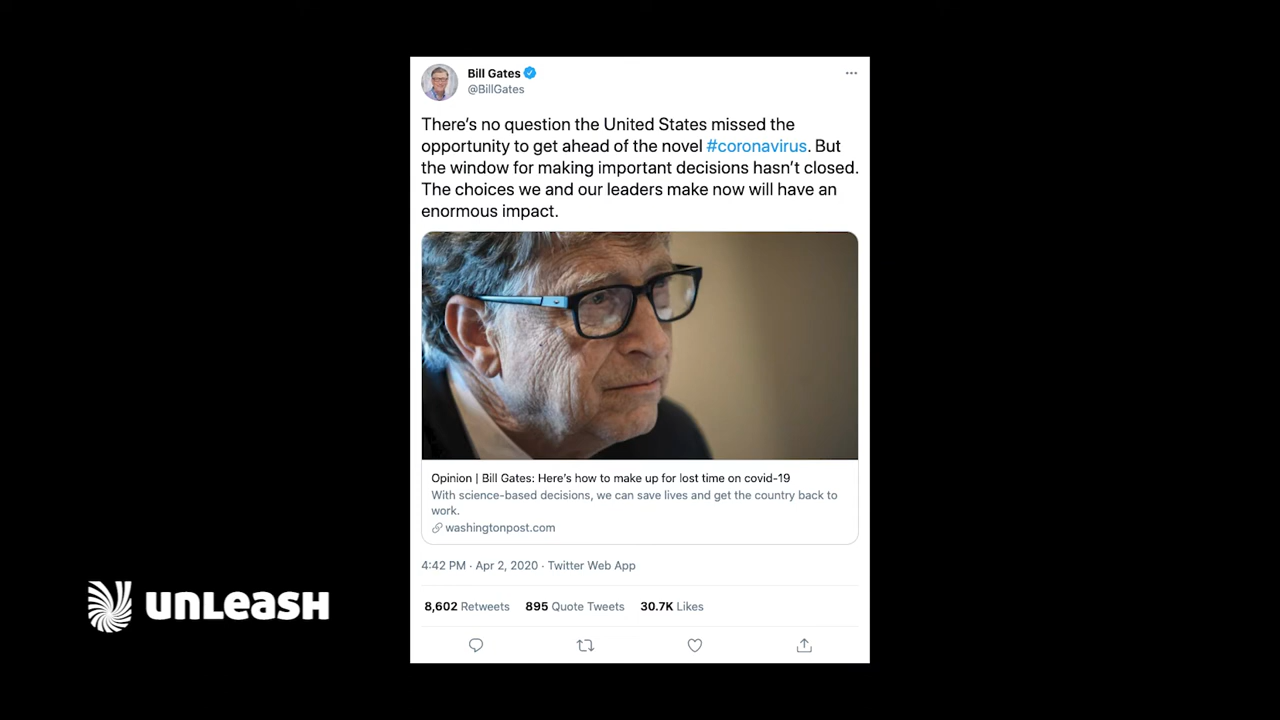 Bill Gates
@BillGates
There's no question the United States missed the
opportunity to get ahead of the novel #coronavirus. But
the window for making important decisions hasn't closed.
The choices we and our leaders make now will have an
enormous impact.
Opinion | Bill Gates: Here's how to make up for lost time on covid-19
With science-based decisions, we can save lives and get the country back to
work.
washingtonpost.com
4:42 PM · Apr 2, 2020 · Twitter Web App
8,602 Retweets 895 Quote Tweets 30.7K Likes
UNLEASH